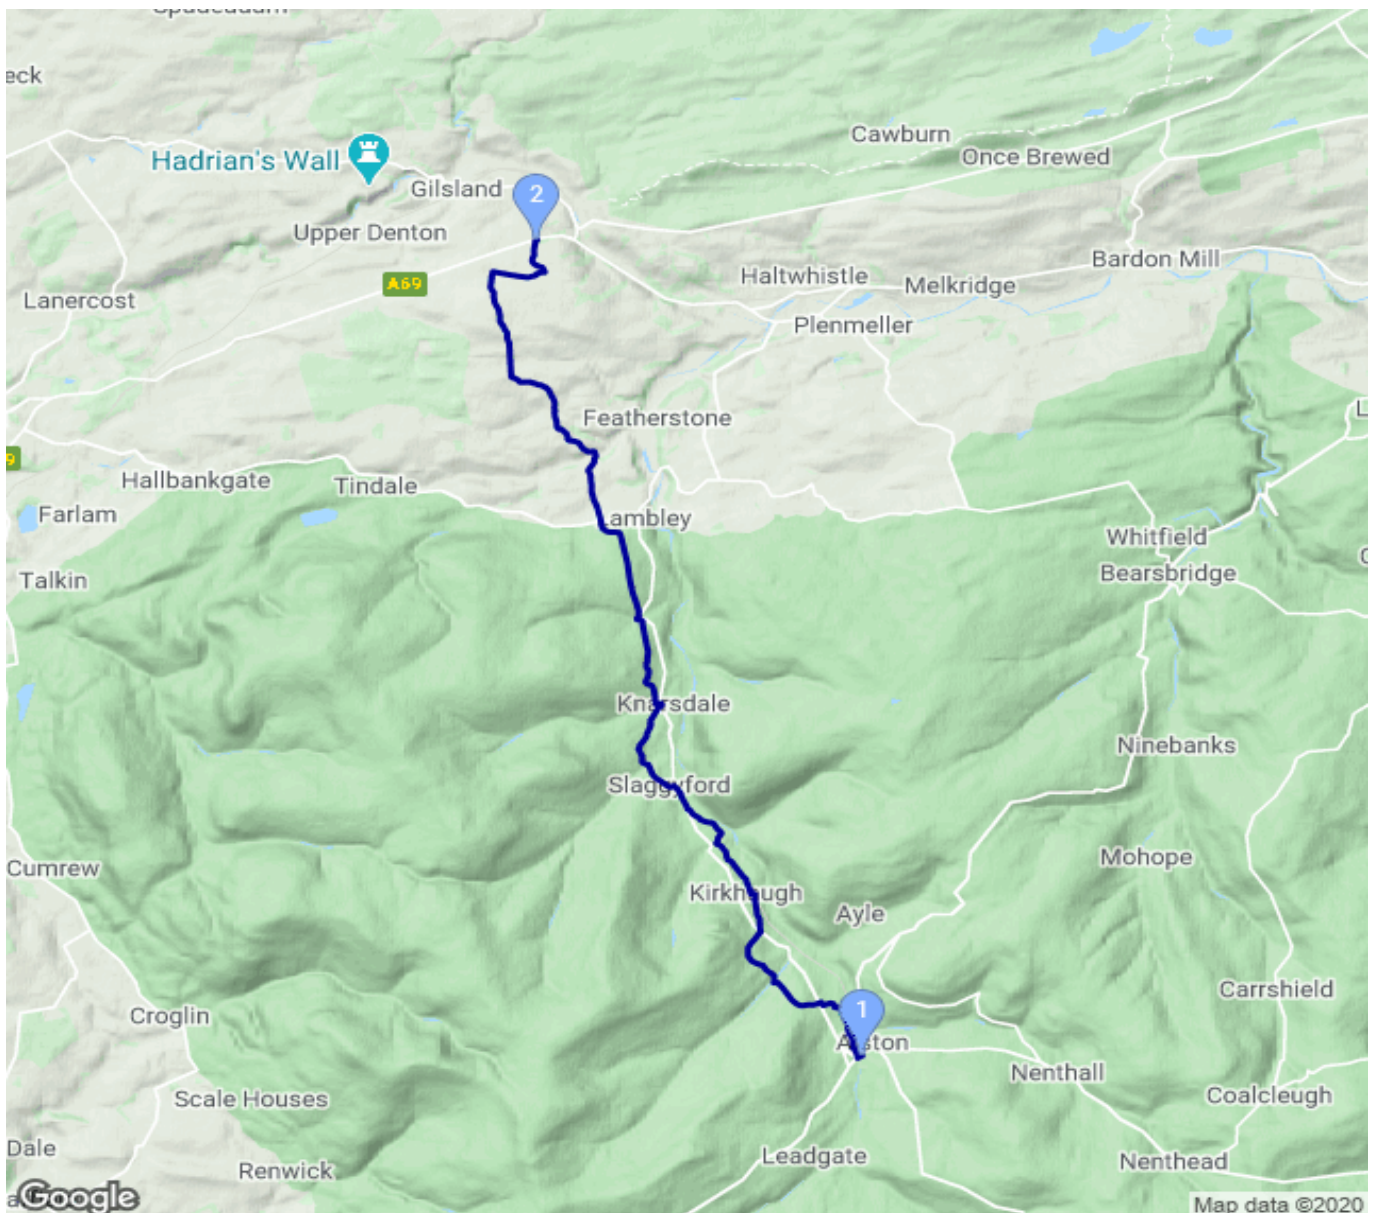 Spadeadam
eck
Cawburn
Once Brewed
Hadrian's Wall
Gilsland
2
Upper Denton
Bardon Mill
Haltwhistle
A69
Melkridge
Lanercost
Plenmeller
Featherstone
L
9
Hallbankgate
Tindale
Farlam
Lambley
Whitfield
Bearsbridge
Talkin
Knarsdale
Ninebanks
Slaggyford
Mohope
Cumrew
Kirkhaugh
Ayle
Carrshield
1
Croglin
Alston
Nenthall
Scale Houses
Coalcleugh
Dale
Leadgate
Nenthead
Renwick
Google
Map data ©2020